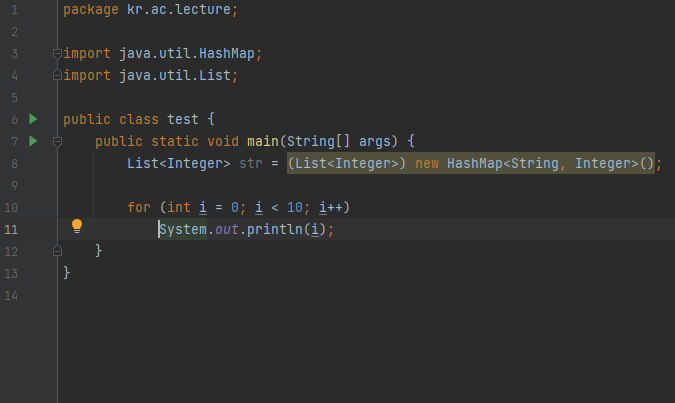 1 package kr.ac.lecture;
2
3 import java.util.HashMap;
4 import java.util.List;
5
6 public class test {
7     public static void main(String[] args) {
8         List<Integer> str = (List<Integer>) new HashMap<String, Integer>();
9
10         for (int i = 0; i < 10; i++)
11             System.out.println(i);
12     }
13 }
14